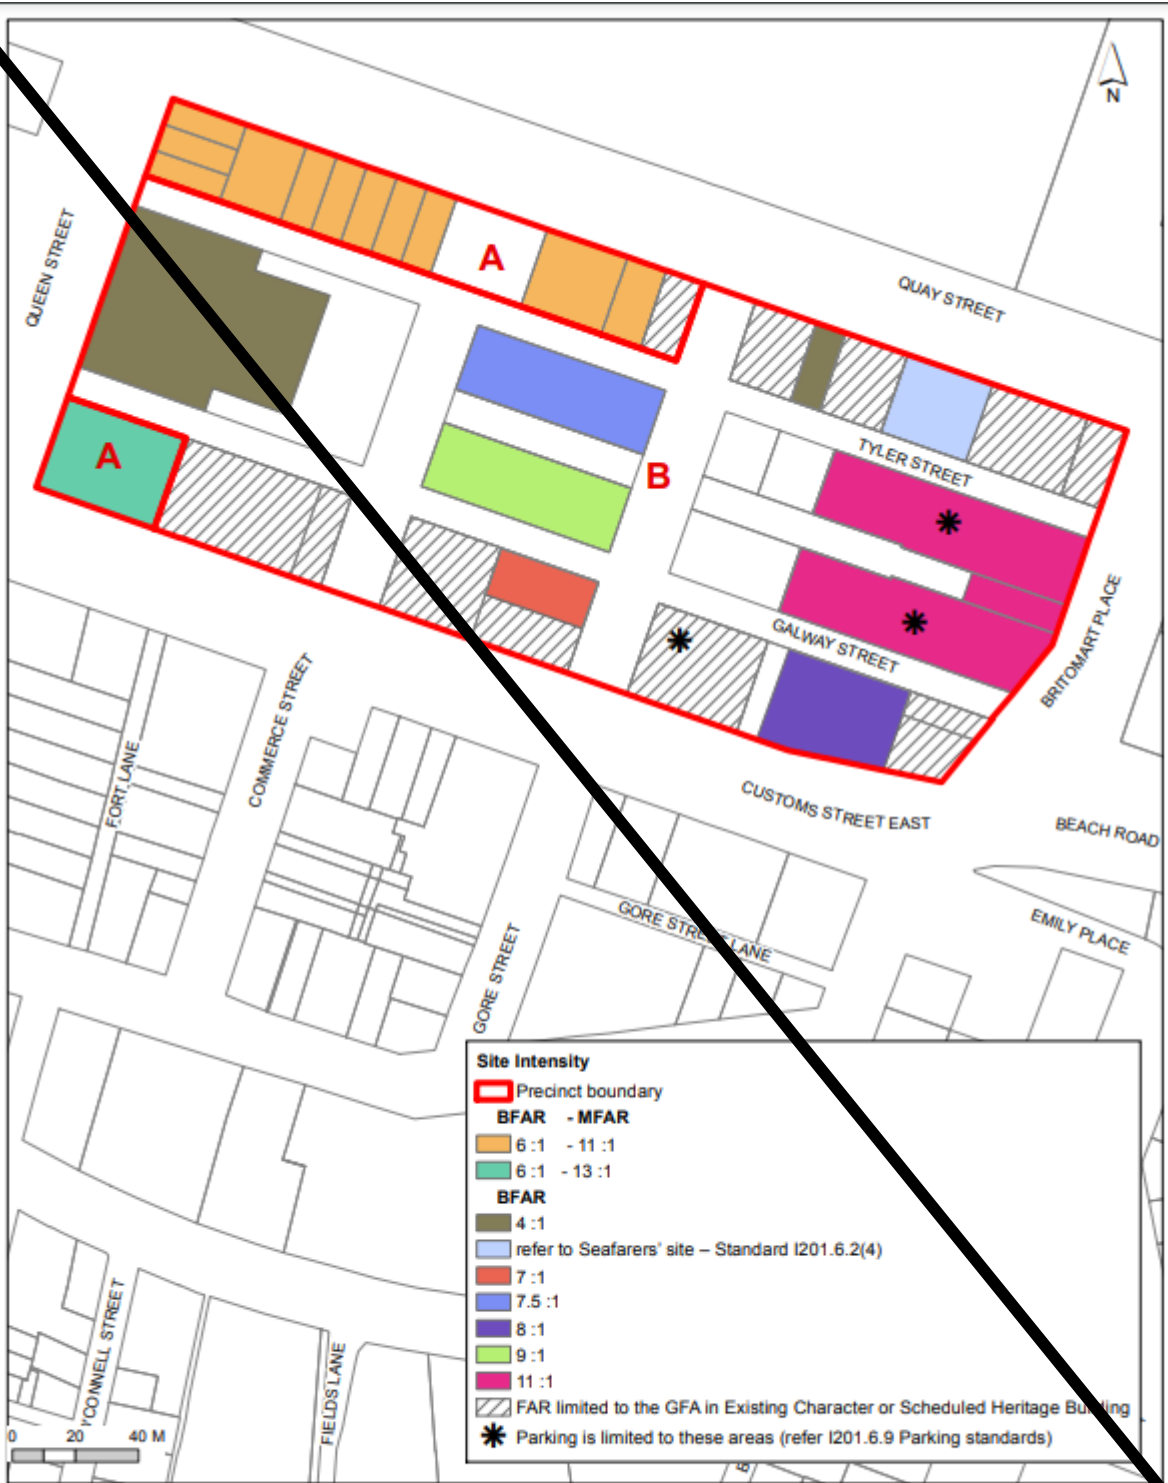 N
QUEEN STREET
A
QUAY STREET
A
B
TYLER STREET
GALWAY STREET
BRITOMART PLACE
COMMERCE STREET
FORT LANE
CUSTOMS STREET EAST
BEACH ROAD
GORE STREET LANE
EMILY PLACE
GORE STREET
Site Intensity
Precinct boundary
BFAR - MFAR
6 :1 - 11 :1
6 :1 - 13 :1
BFAR
4 :1
refer to Seafarers' site – Standard I201.6.2(4)
7 :1
7.5 :1
8 :1
9 :1
11 :1
FAR limited to the GFA in Existing Character or Scheduled Heritage Building
Parking is limited to these areas (refer I201.6.9 Parking standards)
'CONNELL STREET
FIELDS LANE
0 20 40 M